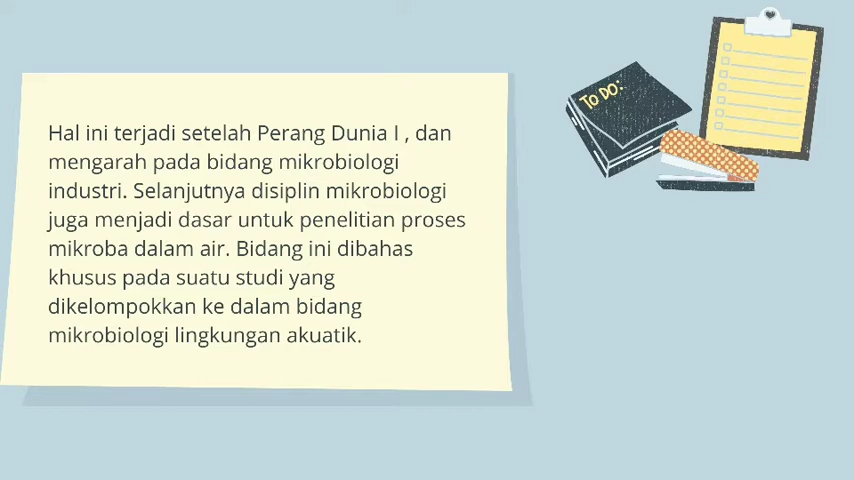 Hal ini terjadi setelah Perang Dunia I , dan
mengarah pada bidang mikrobiologi
industri. Selanjutnya disiplin mikrobiologi
juga menjadi dasar untuk penelitian proses
mikroba dalam air. Bidang ini dibahas
khusus pada suatu studi yang
dikelompokkan ke dalam bidang
mikrobiologi lingkungan akuatik.
TO DO: